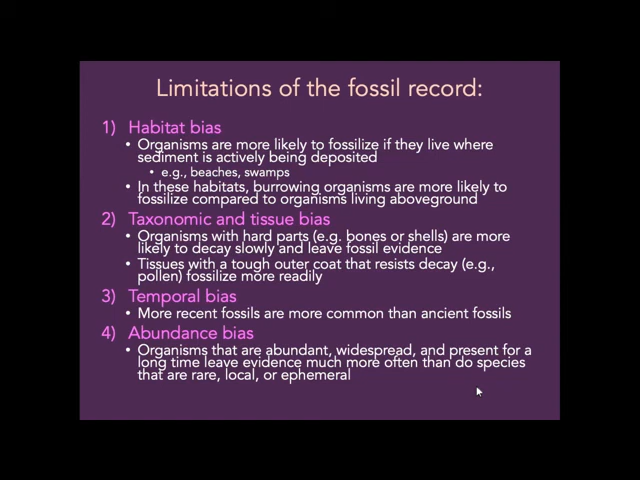 Limitations of the fossil record:
1) Habitat bias
• Organisms are more likely to fossilize if they live where
sediment is actively being deposited
• e.g., beaches, swamps
• In these habitats, burrowing organisms are more likely to
fossilize compared to organisms living aboveground
2) Taxonomic and tissue bias
• Organisms with hard parts (e.g. bones or shells) are more
likely to decay slowly and leave fossil evidence
• Tissues with a tough outer coat that resists decay (e.g.,
pollen) fossilize more readily
3) Temporal bias
• More recent fossils are more common than ancient fossils
4) Abundance bias
• Organisms that are abundant, widespread, and present for a
long time leave evidence much more often than do species
that are rare, local, or ephemeral